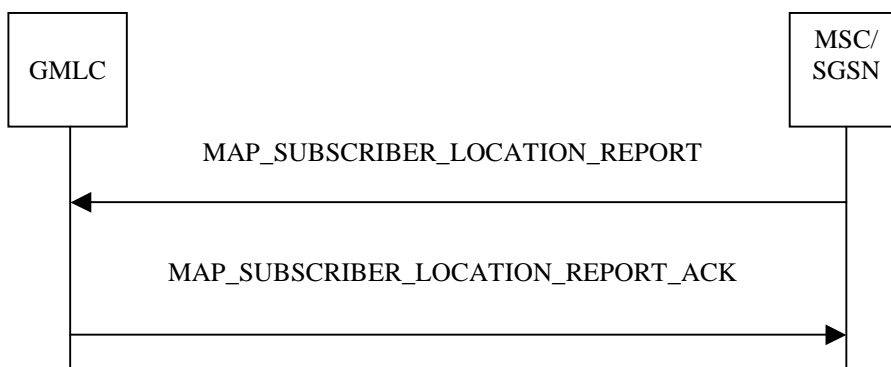 GMLC
MSC/
SGSN
MAP_SUBSCRIBER_LOCATION_REPORT
MAP_SUBSCRIBER_LOCATION_REPORT_ACK